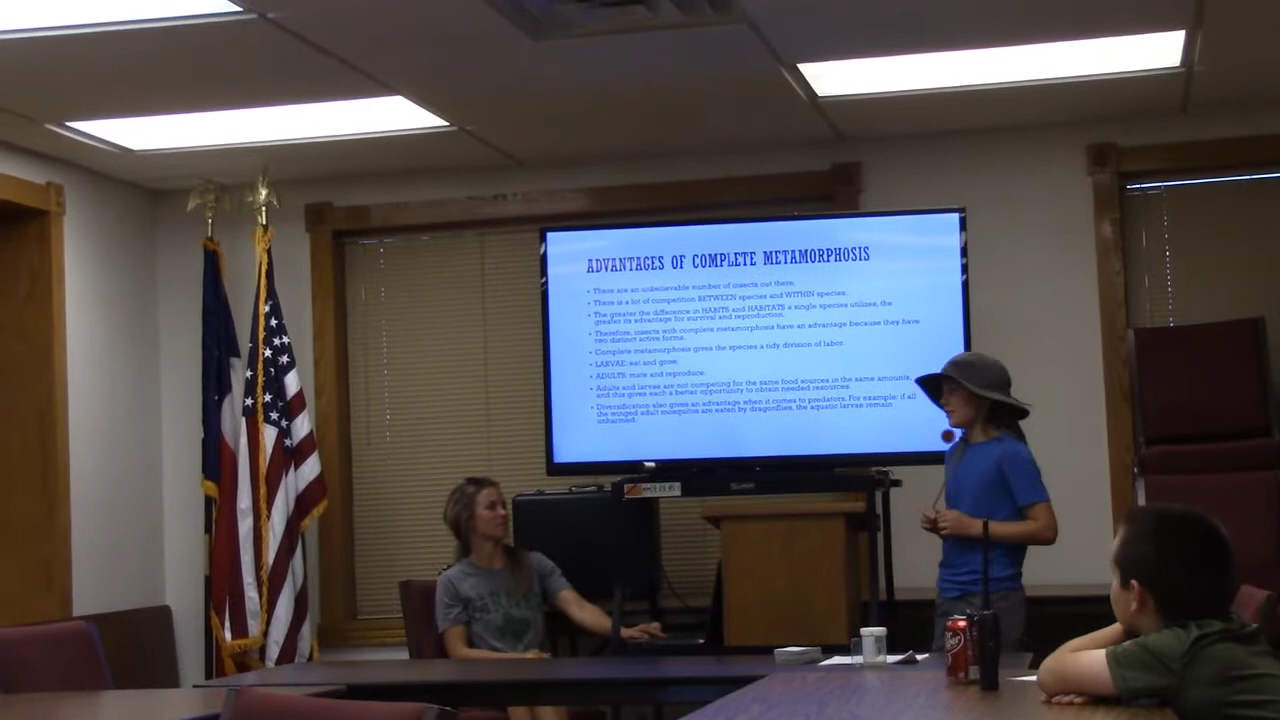 ADVANTAGES OF COMPLETE METAMORPHOSIS
• There are an unbelievable number of insects out there.
• There is a lot of competition BETWEEN species and WITHIN species.
• The greater the difference in HABITS and HABITATS a single species utilizes, the
greater its advantage for survival and reproduction.
• Therefore, insects with complete metamorphosis have an advantage because they have
two distinct active forms.
• Complete metamorphosis gives the species a tidy division of labor.
• LARVAE: eat and grow.
• ADULTS: mate and reproduce.
• Adults and larvae are not competing for the same food sources in the same amounts,
and this gives each a better opportunity to obtain needed resources.
• Diversification also gives an advantage when it comes to predators. For example: if all
the winged adult mosquitos are eaten by dragonflies, the aquatic larvae remain
unharmed.
Dr Pepper